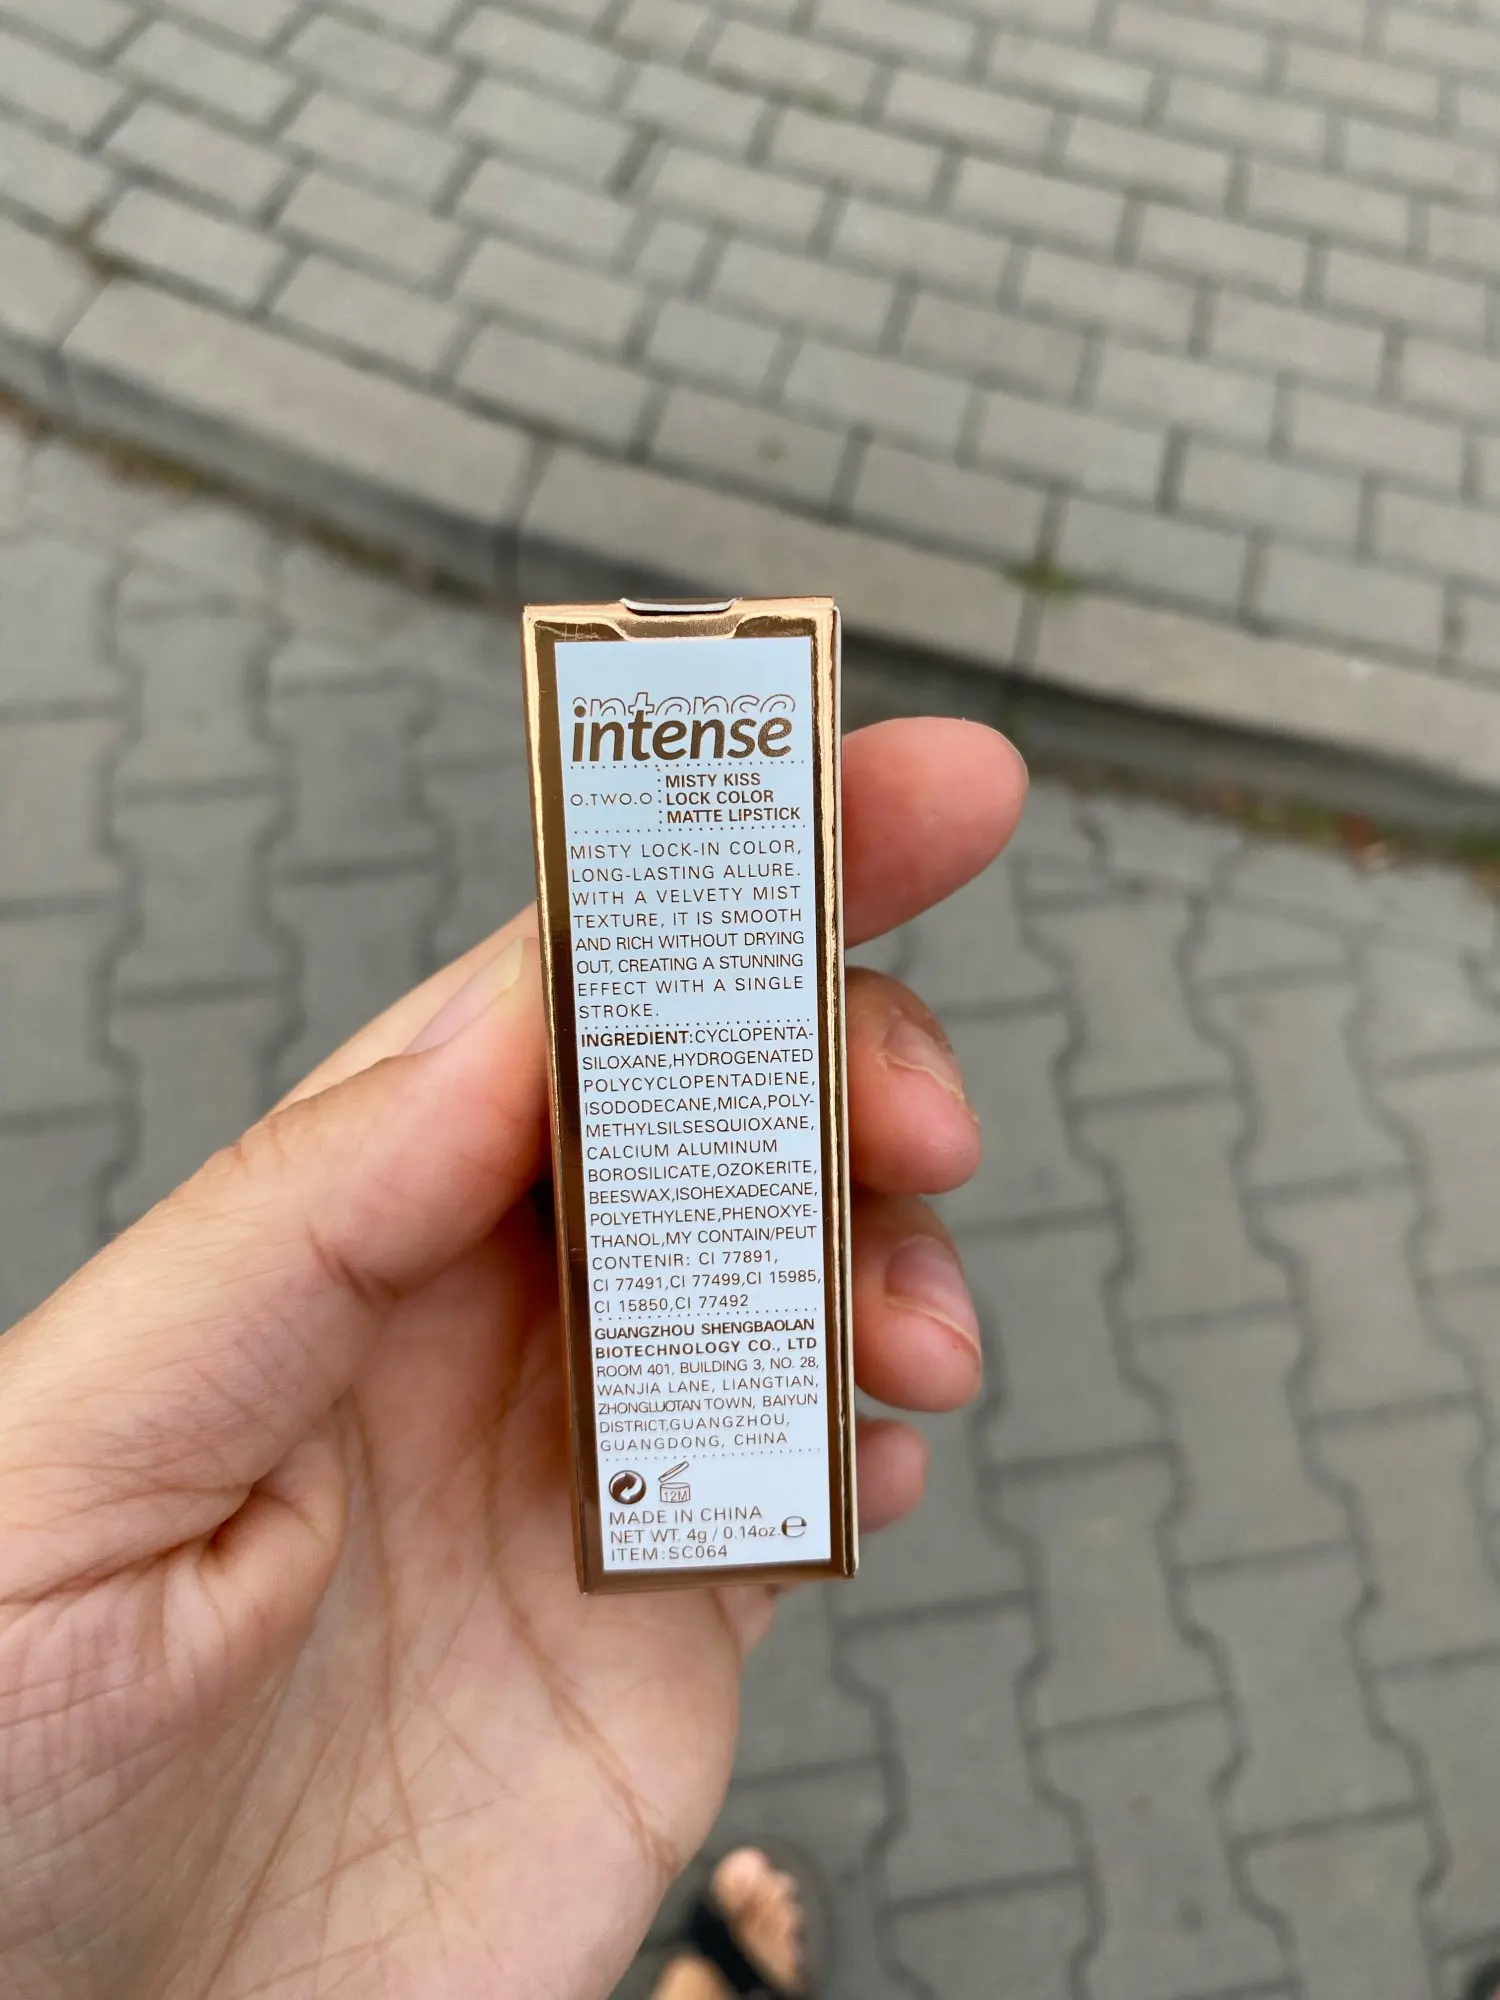 intense
O.TWO.O
MISTY KISS
LOCK COLOR
MATTE LIPSTICK
MISTY LOCK-IN COLOR,
LONG-LASTING ALLURE.
WITH A VELVETY MIST
TEXTURE, IT IS SMOOTH
AND RICH WITHOUT DRYING
OUT, CREATING A STUNNING
EFFECT WITH A SINGLE
STROKE.
INGREDIENT:CYCLOPENTA-
SILOXANE,HYDROGENATED
POLYCYCLOPENTADIENE,
ISODODECANE,MICA,POLY-
METHYLSILSESQUIOXANE,
CALCIUM ALUMINUM
BOROSILICATE,OZOKERITE,
BEESWAX,ISOHEXADECANE,
POLYETHYLENE,PHENOXYE-
THANOL,MY CONTAIN/PEUT
CONTENIR: CI 77891,
CI 77491,CI 77499,CI 15985,
CI 15850,CI 77492
GUANGZHOU SHENGBAOLAN
BIOTECHNOLOGY CO., LTD
ROOM 401, BUILDING 3, NO. 28,
WANJIA LANE, LIANGTIAN,
ZHONGLUOTAN TOWN, BAIYUN
DISTRICT,GUANGZHOU,
GUANGDONG, CHINA
12M
MADE IN CHINA
NET WT. 4g / 0.14oz.℮
ITEM:SC064